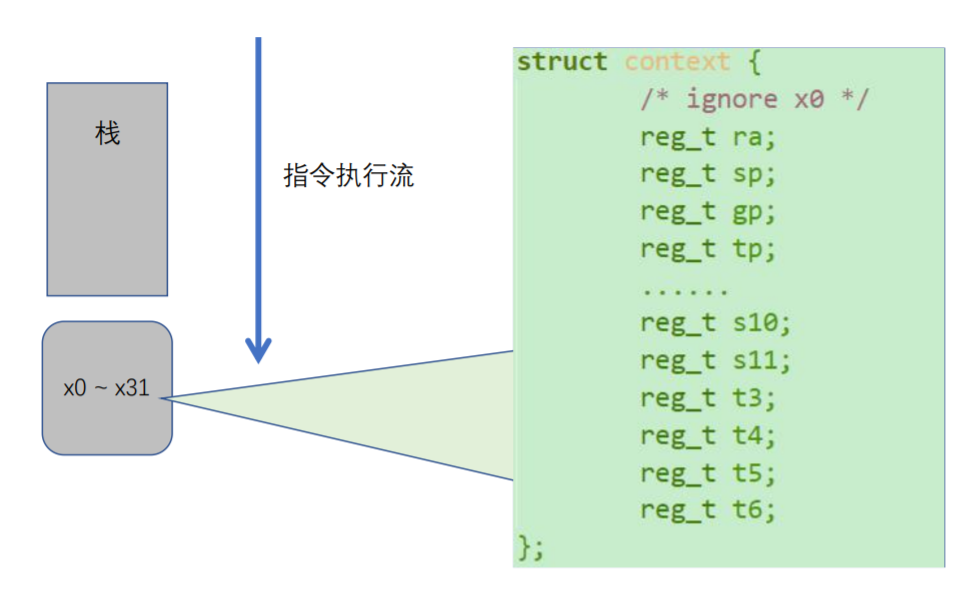 栈
指令执行流
x0 ~ x31
struct context {
/* ignore x0 */
reg_t ra;
reg_t sp;
reg_t gp;
reg_t tp;
......
reg_t s10;
reg_t s11;
reg_t t3;
reg_t t4;
reg_t t5;
reg_t t6;
};